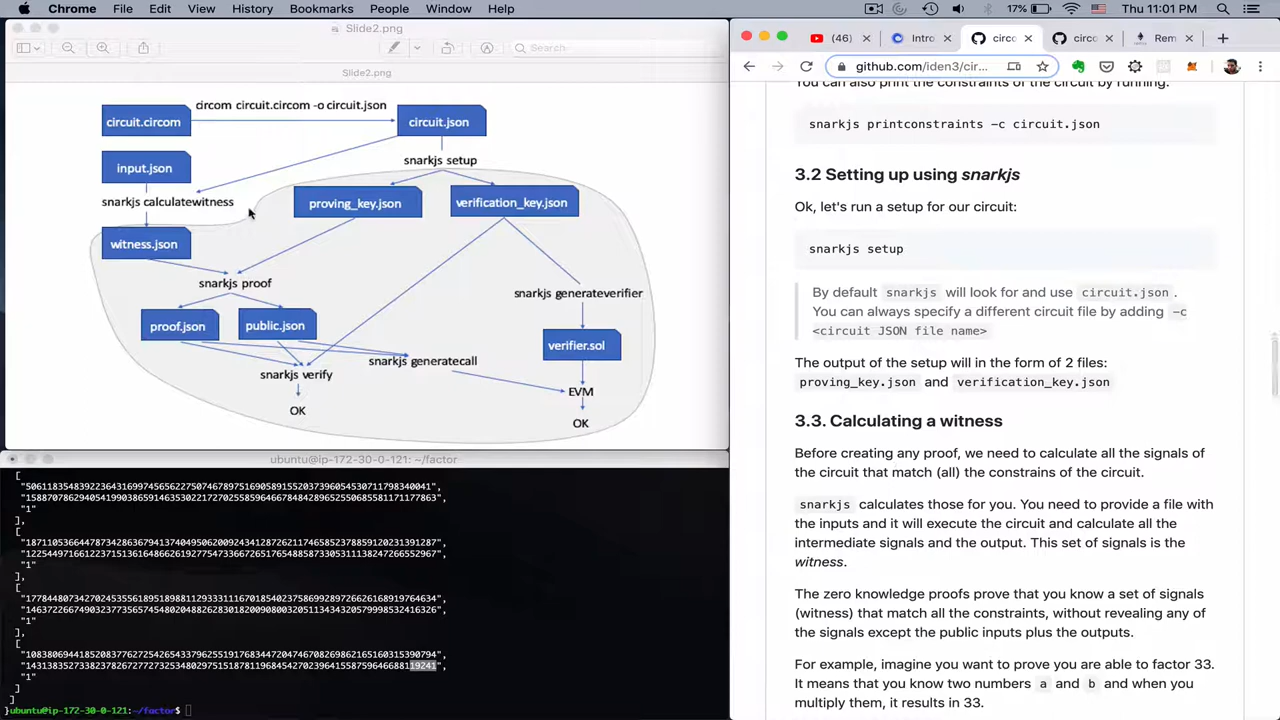 Chrome File Edit View History Bookmarks People Window Help 17% Thu 11:01 PM
Slide2.png
Search
Slide2.png
circom circuit.circom -o circuit.json
circuit.circom
circuit.json
snarkjs setup
input.json
snarkjs calculatewitness
proving_key.json
verification_key.json
witness.json
snarkjs proof
snarkjs generateverifier
proof.json
public.json
verifier.sol
snarkjs generatecall
snarkjs verify
EVM
OK
OK
ubuntu@ip-172-30-0-121: ~/factor
[
"1"
],
[
"1"
],
[
"1"
],
[
"1"
]
]
}ubuntu@ip-172-30-0-121:~/factor$
(46)
Intro
circo
circo
Rem
github.com/iden3/cir...
You can also print the constraints of the circuit by running:
snarkjs printconstraints -c circuit.json
3.2 Setting up using snarkjs
Ok, let's run a setup for our circuit:
snarkjs setup
By default snarkjs will look for and use circuit.json.
You can always specify a different circuit file by adding -c
<circuit JSON file name>
The output of the setup will in the form of 2 files:
proving_key.json and verification_key.json
3.3. Calculating a witness
Before creating any proof, we need to calculate all the signals of
the circuit that match (all) the constrains of the circuit.
snarkjs calculates those for you. You need to provide a file with
the inputs and it will execute the circuit and calculate all the
intermediate signals and the output. This set of signals is the
witness.
The zero knowledge proofs prove that you know a set of signals
(witness) that match all the constraints, without revealing any of
the signals except the public inputs plus the outputs.
For example, imagine you want to prove you are able to factor 33.
It means that you know two numbers a and b and when you
multiply them, it results in 33.